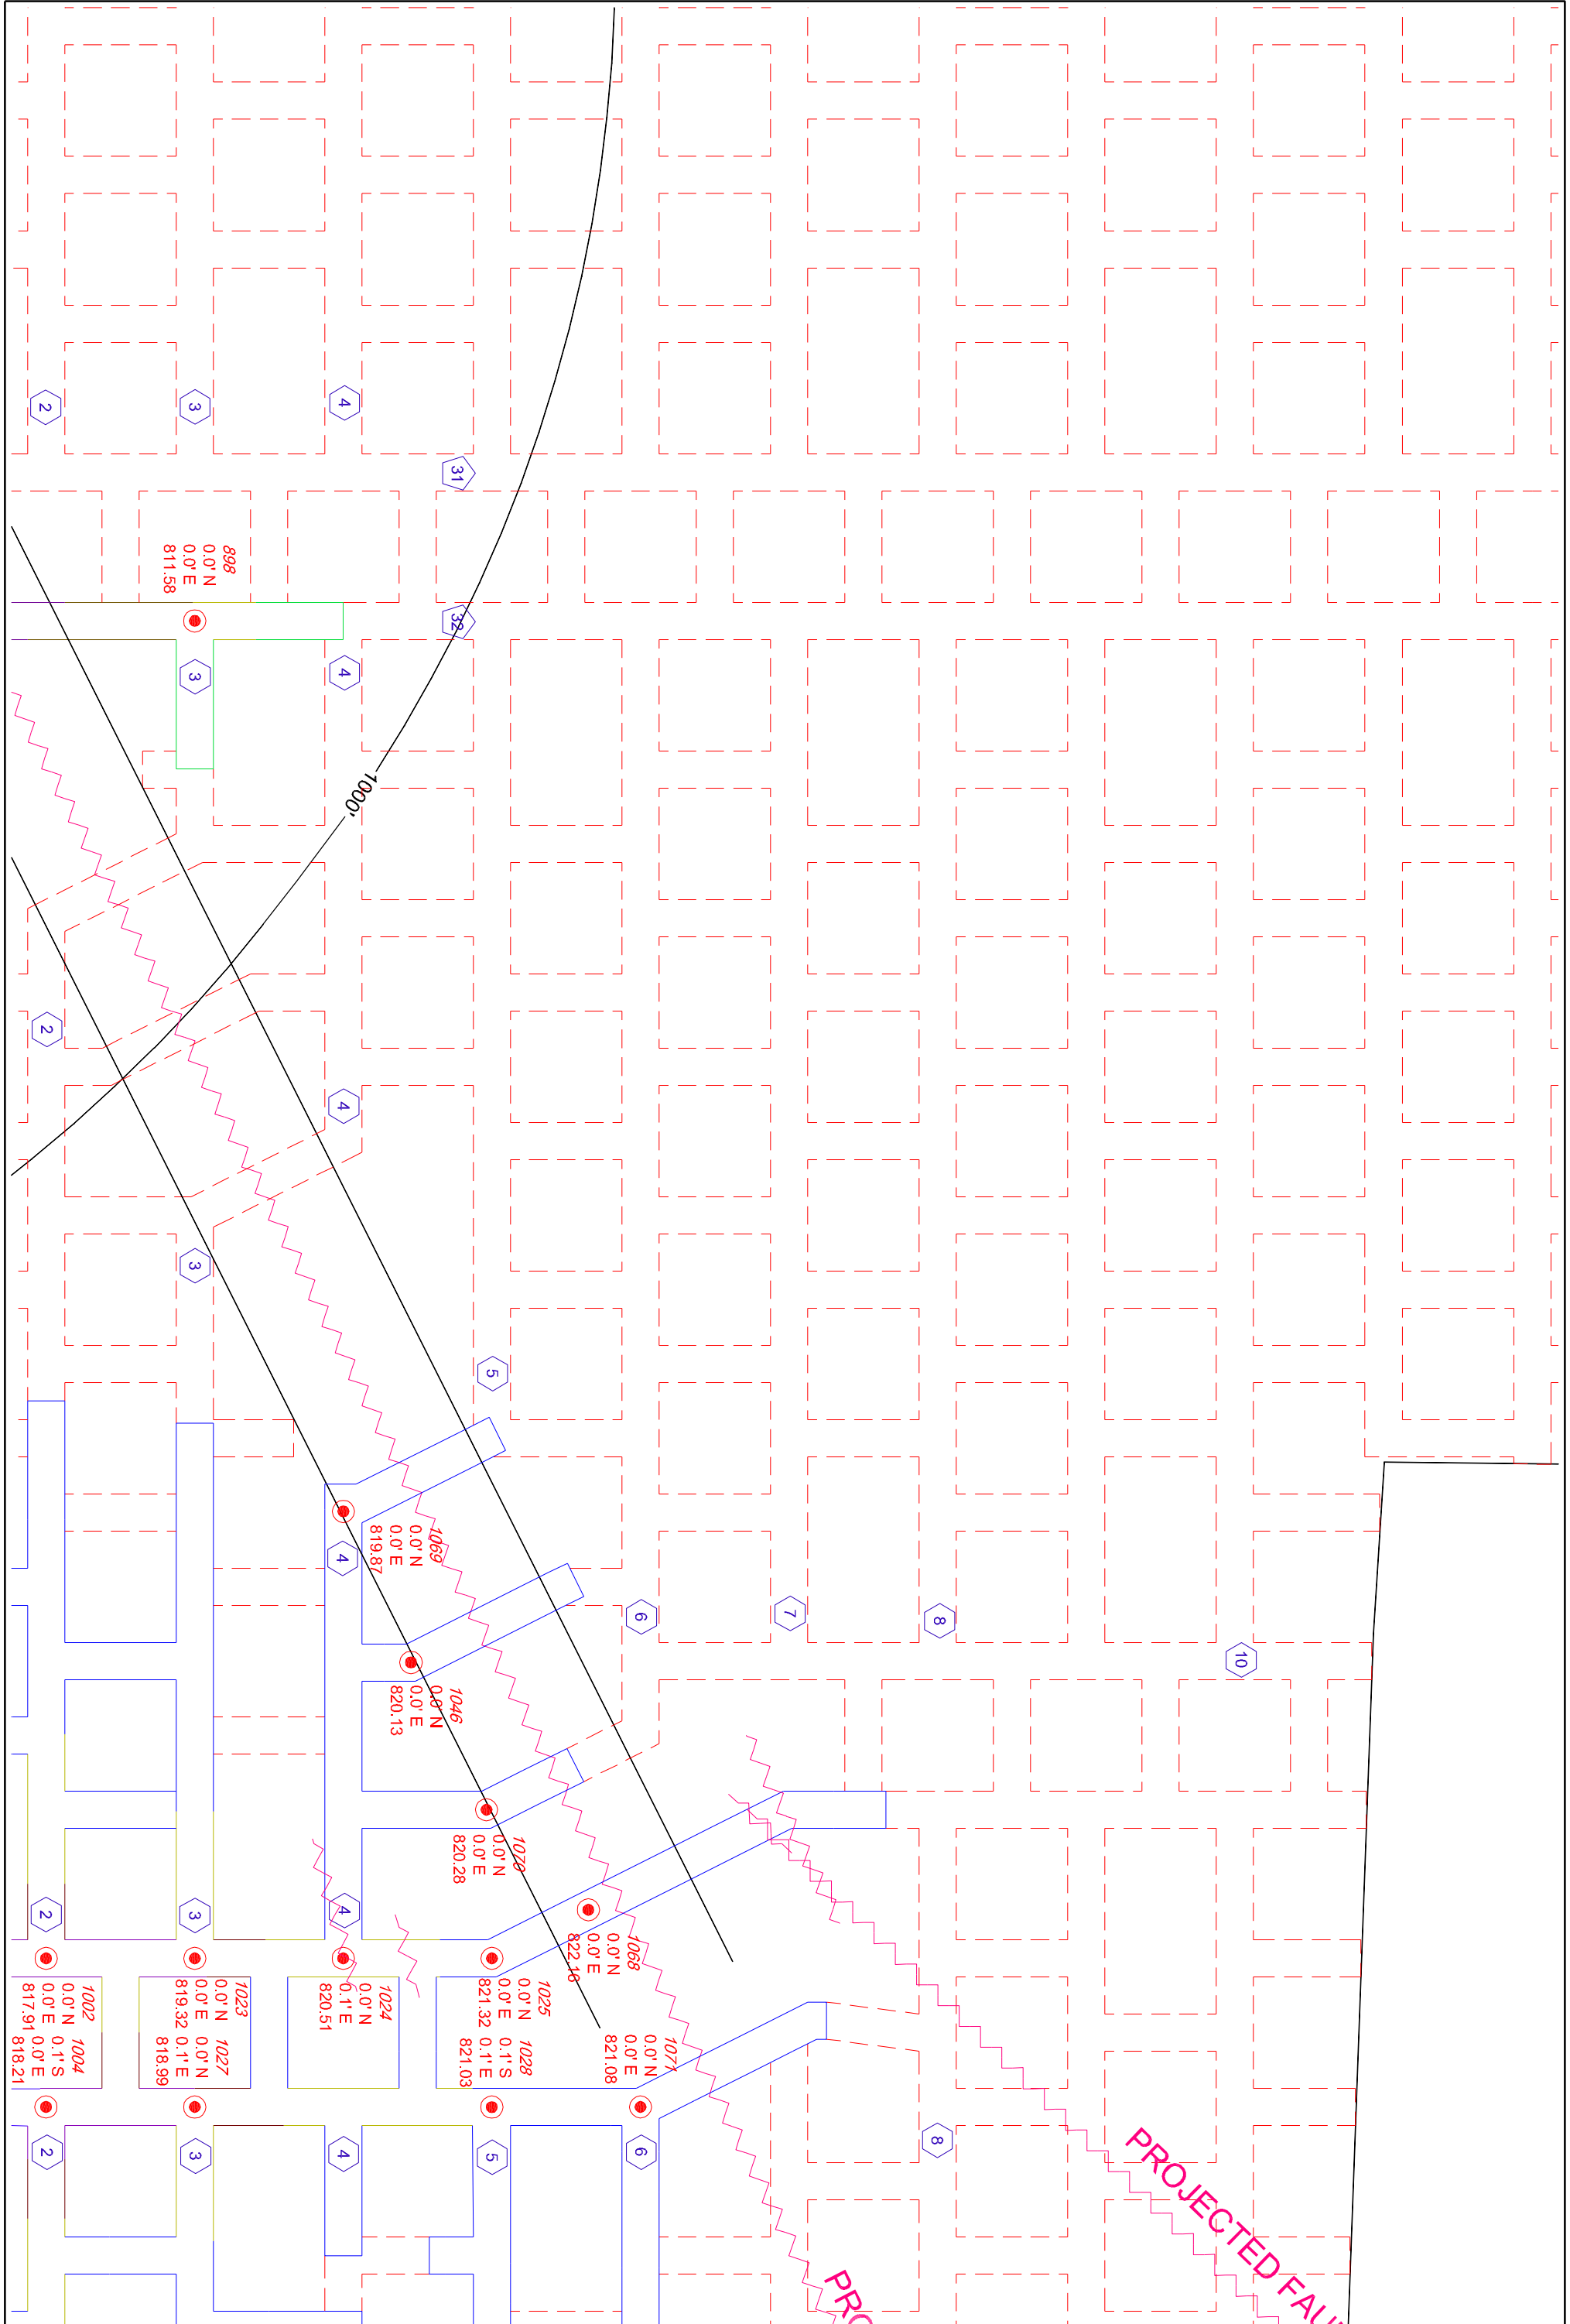 2
3
4
31
898
0.0' N
0.0' E
811.58
32
3
4
1000'
2
4
3
5
1069
0.0' N
0.0' E
819.87
4
6
7
8
10
1046
0.0' N
0.0' E
820.13
1070
0.0' N
0.0' E
820.28
2
3
4
1068
0.0' N
0.0' E
822.16
1002
0.0' N
0.0' E
817.91
1023
0.0' N
0.0' E
819.32
1024
0.0' N
0.1' E
820.51
1025
0.0' N
0.0' E
821.32
1004
0.1' S
0.0' E
818.21
1027
0.0' N
0.1' E
818.99
1028
0.1' S
0.1' E
821.03
1077
0.0' N
0.0' E
821.08
2
3
4
5
6
8
PROJECTED FAU
PRO